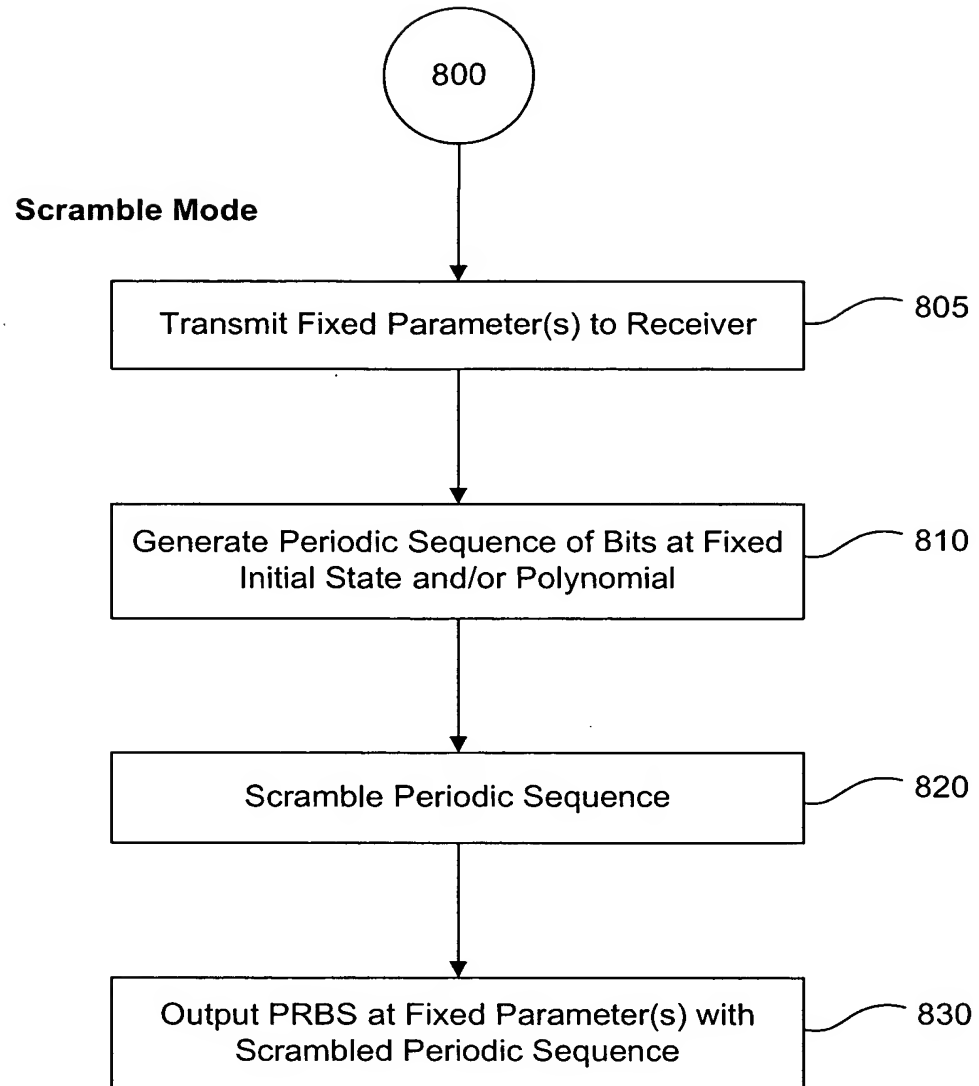 800
Scramble Mode
Transmit Fixed Parameter(s) to Receiver
805
Generate Periodic Sequence of Bits at Fixed
Initial State and/or Polynomial
810
Scramble Periodic Sequence
820
Output PRBS at Fixed Parameter(s) with
Scrambled Periodic Sequence
830